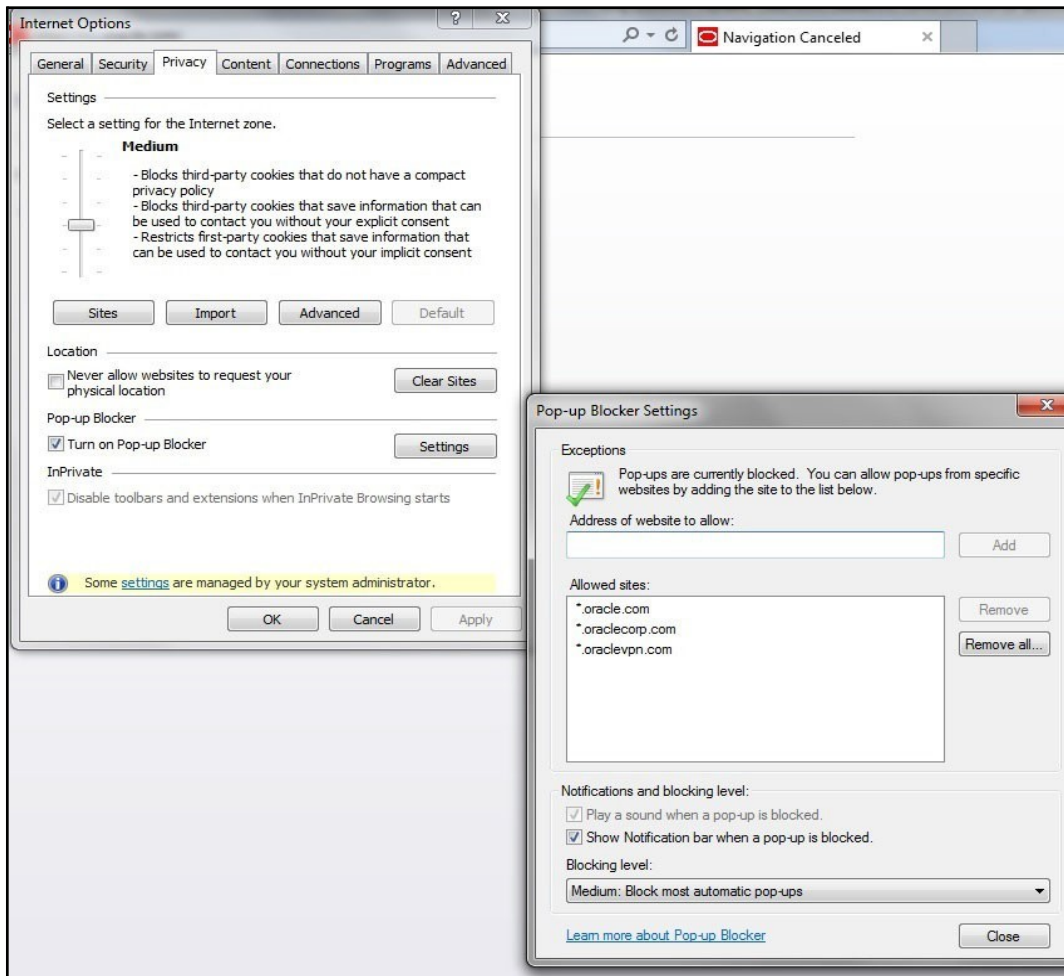 Internet Options
?
Navigation Canceled
General Security Privacy Content Connections Programs Advanced
Settings
Select a setting for the Internet zone.
Medium
- Blocks third-party cookies that do not have a compact
privacy policy
- Blocks third-party cookies that save information that can
be used to contact you without your explicit consent
- Restricts first-party cookies that save information that
can be used to contact you without your implicit consent
Sites Import Advanced Default
Location
Never allow websites to request your
physical location
Clear Sites
Pop-up Blocker
Turn on Pop-up Blocker
Settings
InPrivate
Disable toolbars and extensions when InPrivate Browsing starts
Some settings are managed by your system administrator.
OK Cancel Apply
Pop-up Blocker Settings
Exceptions
Pop-ups are currently blocked. You can allow pop-ups from specific
websites by adding the site to the list below.
Address of website to allow:
Add
Allowed sites:
*.oracle.com
*.oraclecorp.com
*.oraclevpn.com
Remove
Remove all...
Notifications and blocking level:
Play a sound when a pop-up is blocked.
Show Notification bar when a pop-up is blocked.
Blocking level:
Medium: Block most automatic pop-ups
Learn more about Pop-up Blocker
Close